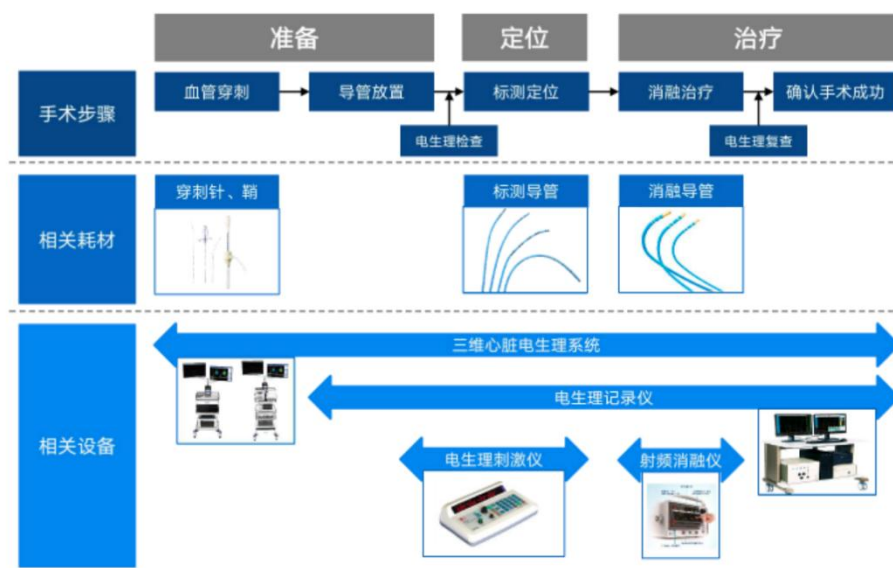 准备
定位
治疗
手术步骤
血管穿刺
导管放置
标测定位
消融治疗
确认手术成功
电生理检查
电生理复查
相关耗材
穿刺针、鞘
标测导管
消融导管
相关设备
三维心脏电生理系统
电生理记录仪
电生理刺激仪
射频消融仪